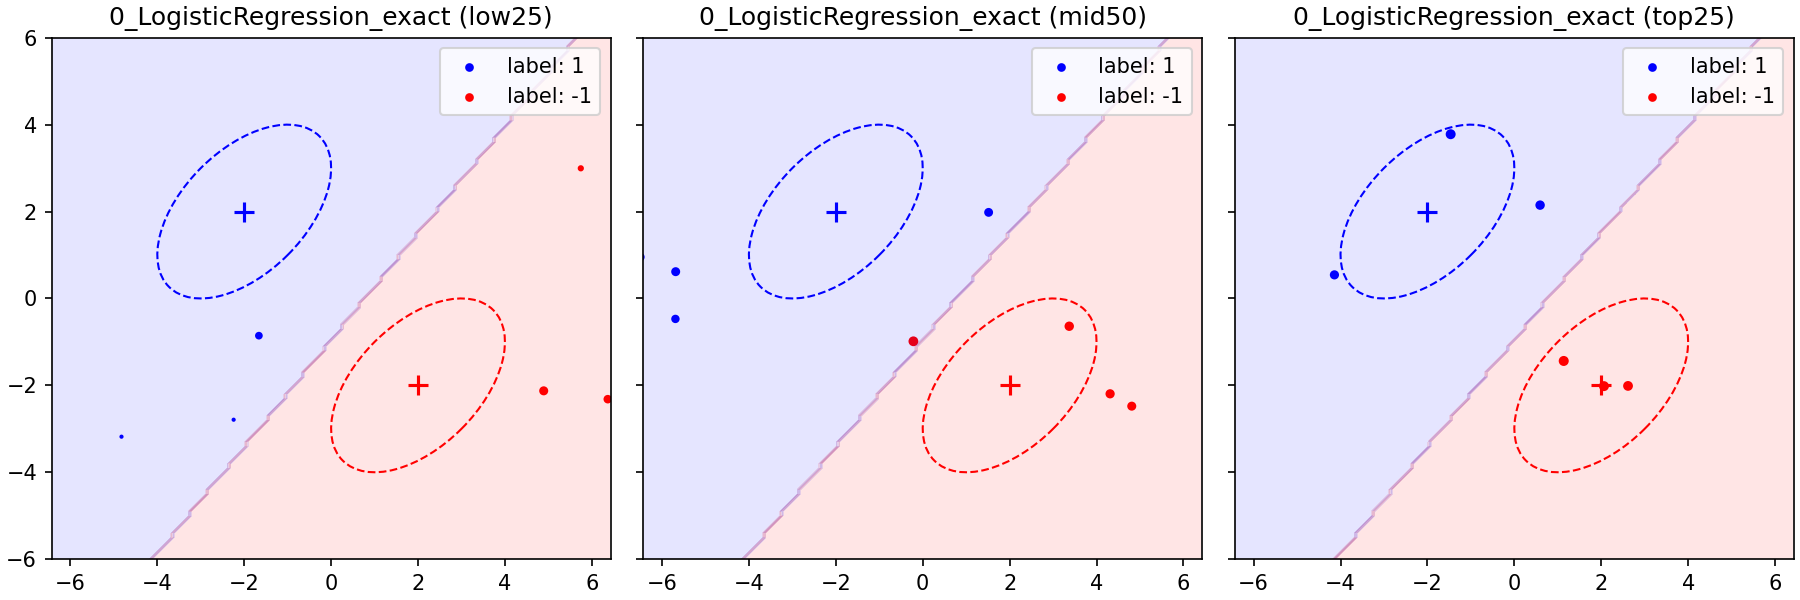 0_LogisticRegression_exact (low25)
0_LogisticRegression_exact (mid50)
0_LogisticRegression_exact (top25)
label: 1
label: -1
label: 1
label: -1
label: 1
label: -1
6
4
2
0
−2
−4
−6
−6 −4 −2 0 2 4 6
−6 −4 −2 0 2 4 6
−6 −4 −2 0 2 4 6